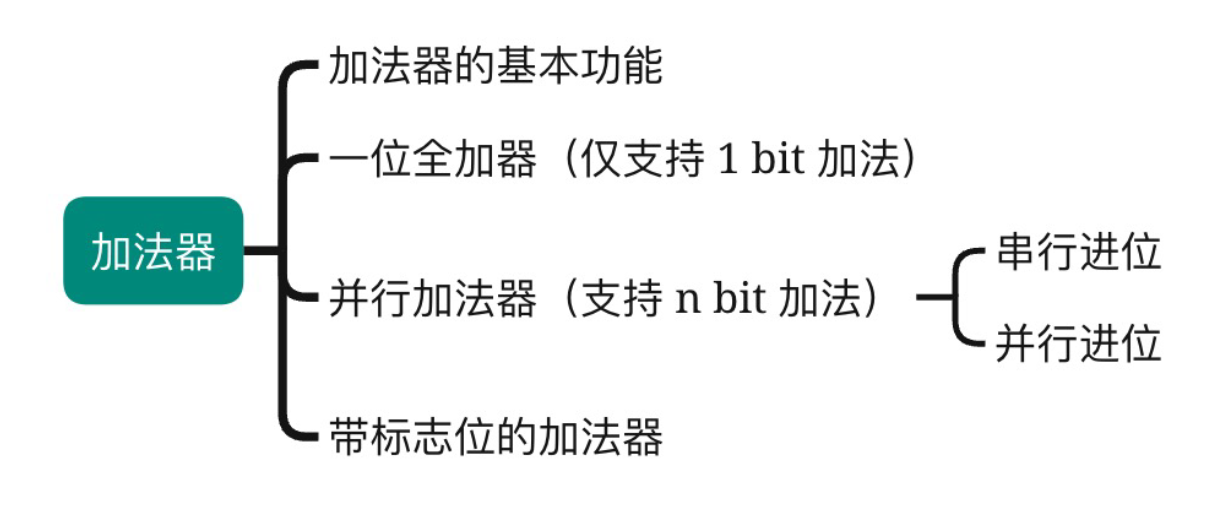 加法器
加法器的基本功能
一位全加器（仅支持 1 bit 加法）
并行加法器（支持 n bit 加法）
串行进位
并行进位
带标志位的加法器